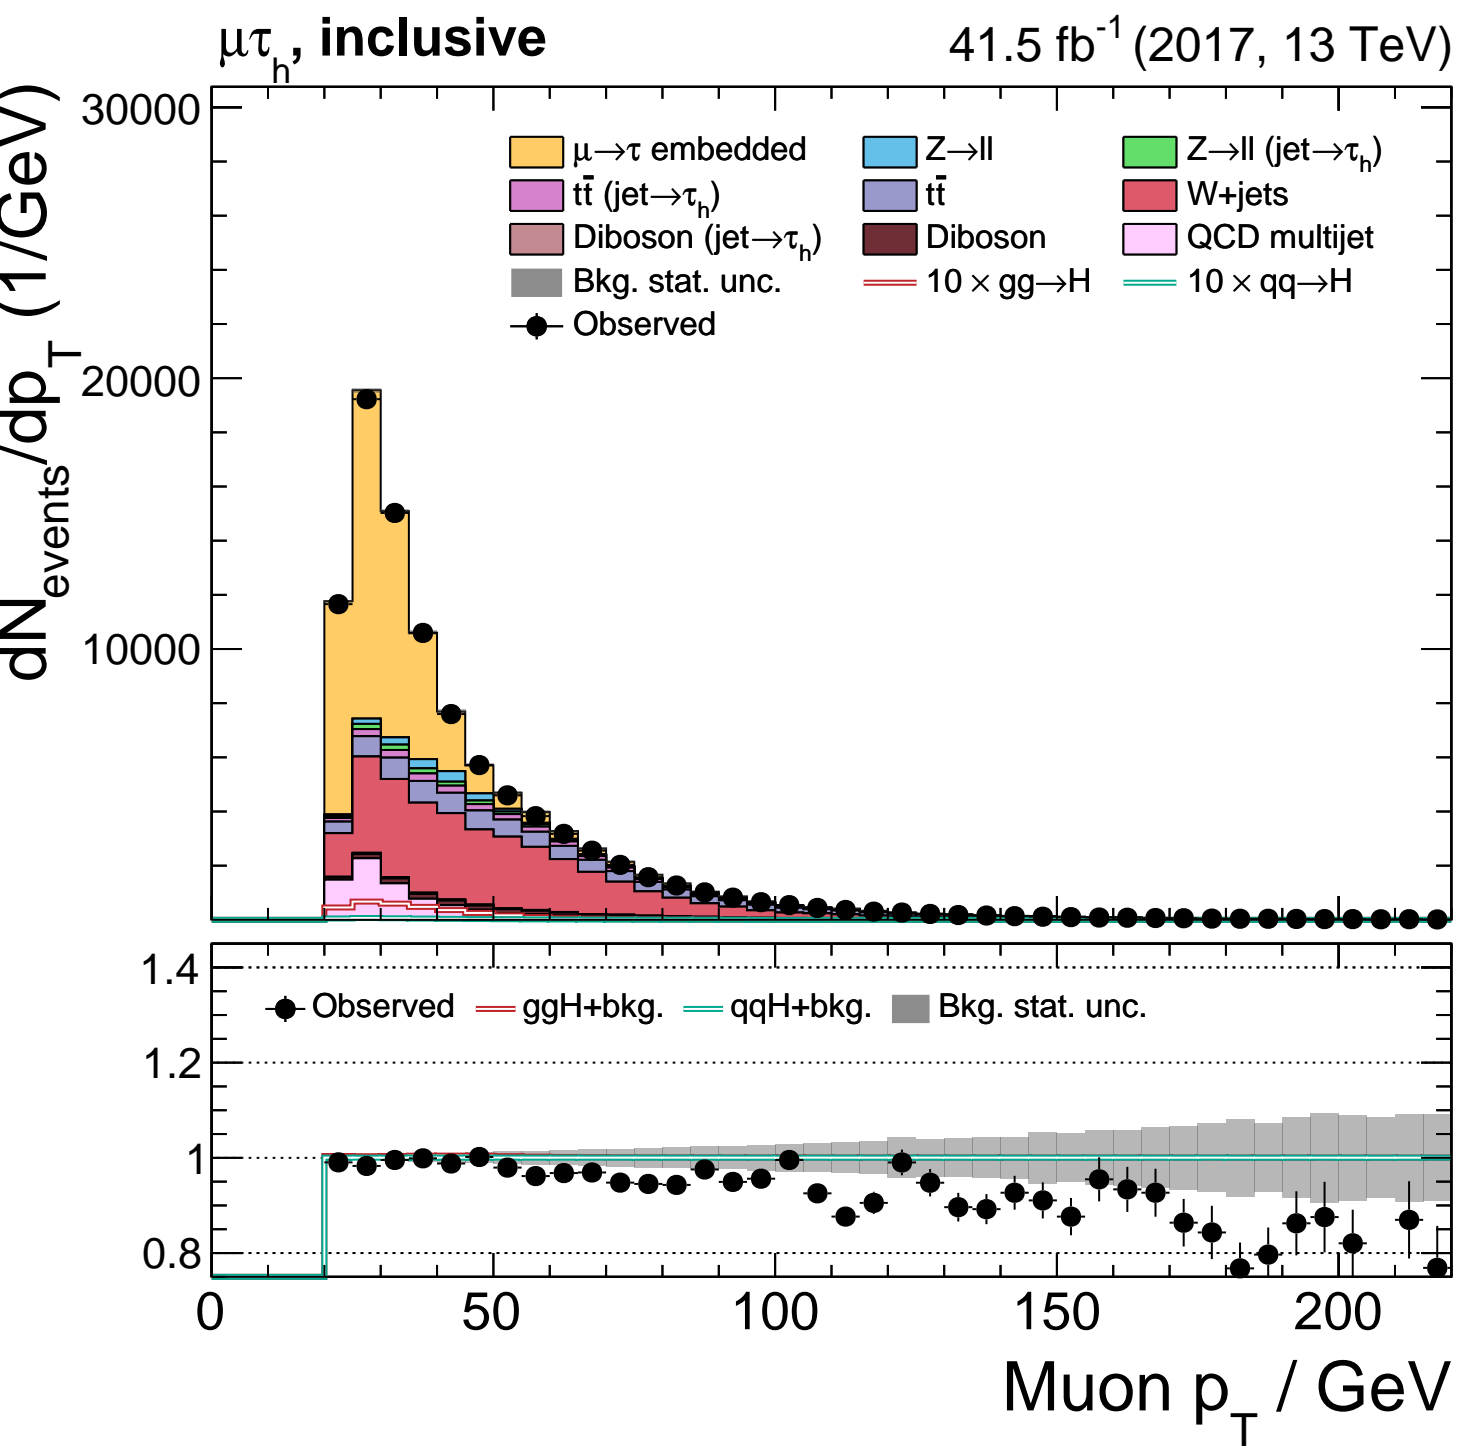 μτh, inclusive
41.5 fb-1 (2017, 13 TeV)
dNevents/dpT (1/GeV)
30000
20000
10000
μ→τ embedded
Z→ll
Z→ll (jet→τh)
tt̄ (jet→τh)
tt̄
W+jets
Diboson (jet→τh)
Diboson
QCD multijet
Bkg. stat. unc.
10 × gg→H
10 × qq→H
Observed
1.4
1.2
1
0.8
Observed
ggH+bkg.
qqH+bkg.
Bkg. stat. unc.
0
50
100
150
200
Muon pT / GeV